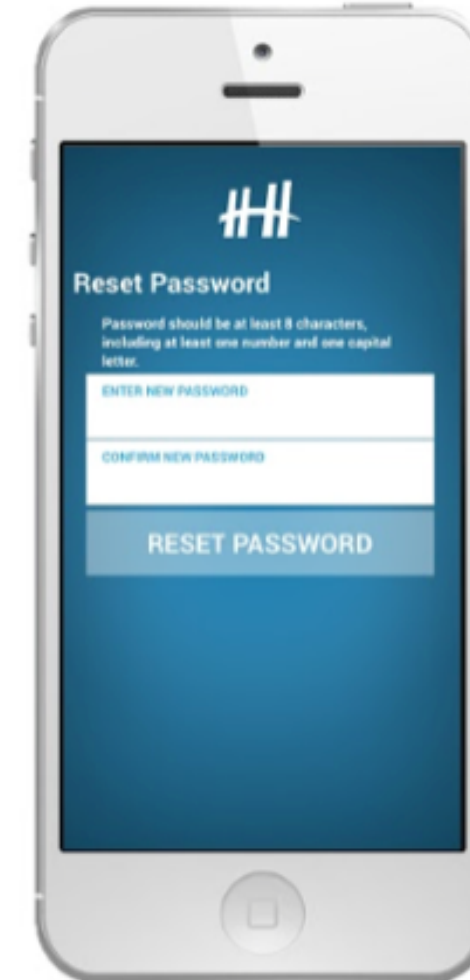 Reset Password
Password should be at least 8 characters,
including at least one number and one capital
letter.
ENTER NEW PASSWORD
CONFIRM NEW PASSWORD
RESET PASSWORD